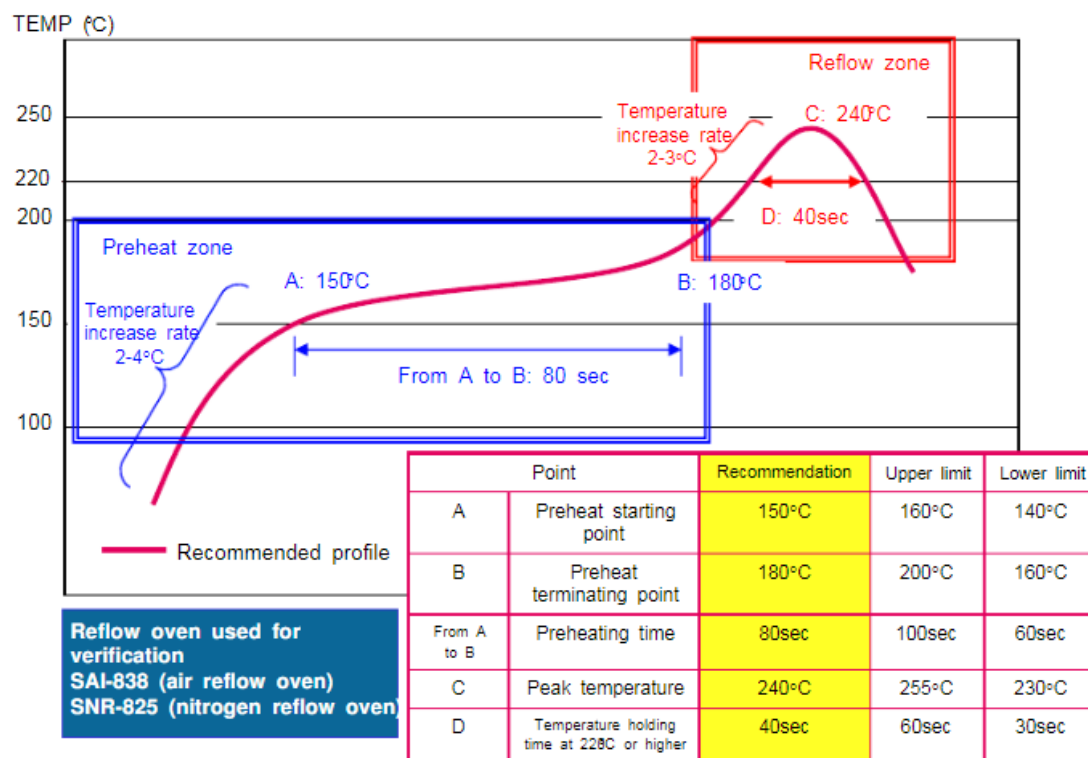 TEMP (°C)
Reflow zone
250
Temperature
increase rate
2-3°C
C: 240°C
220
200
D: 40sec
Preheat zone
A: 150°C
B: 180°C
Temperature
increase rate
2-4°C
150
From A to B: 80 sec
100
Point Recommendation Upper limit Lower limit
A Preheat starting point 150°C 160°C 140°C
B Preheat terminating point 180°C 200°C 160°C
From A to B Preheating time 80sec 100sec 60sec
C Peak temperature 240°C 255°C 230°C
D Temperature holding time at 220°C or higher 40sec 60sec 30sec
Recommended profile
Reflow oven used for
verification
SAI-838 (air reflow oven)
SNR-825 (nitrogen reflow oven)